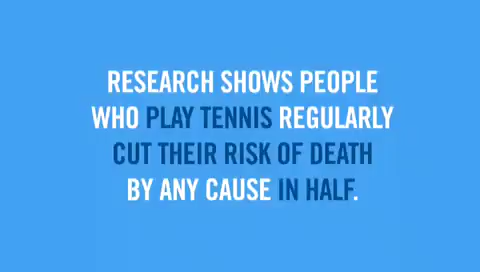 RESEARCH SHOWS PEOPLE
WHO PLAY TENNIS REGULARLY
CUT THEIR RISK OF DEATH
BY ANY CAUSE IN HALF.